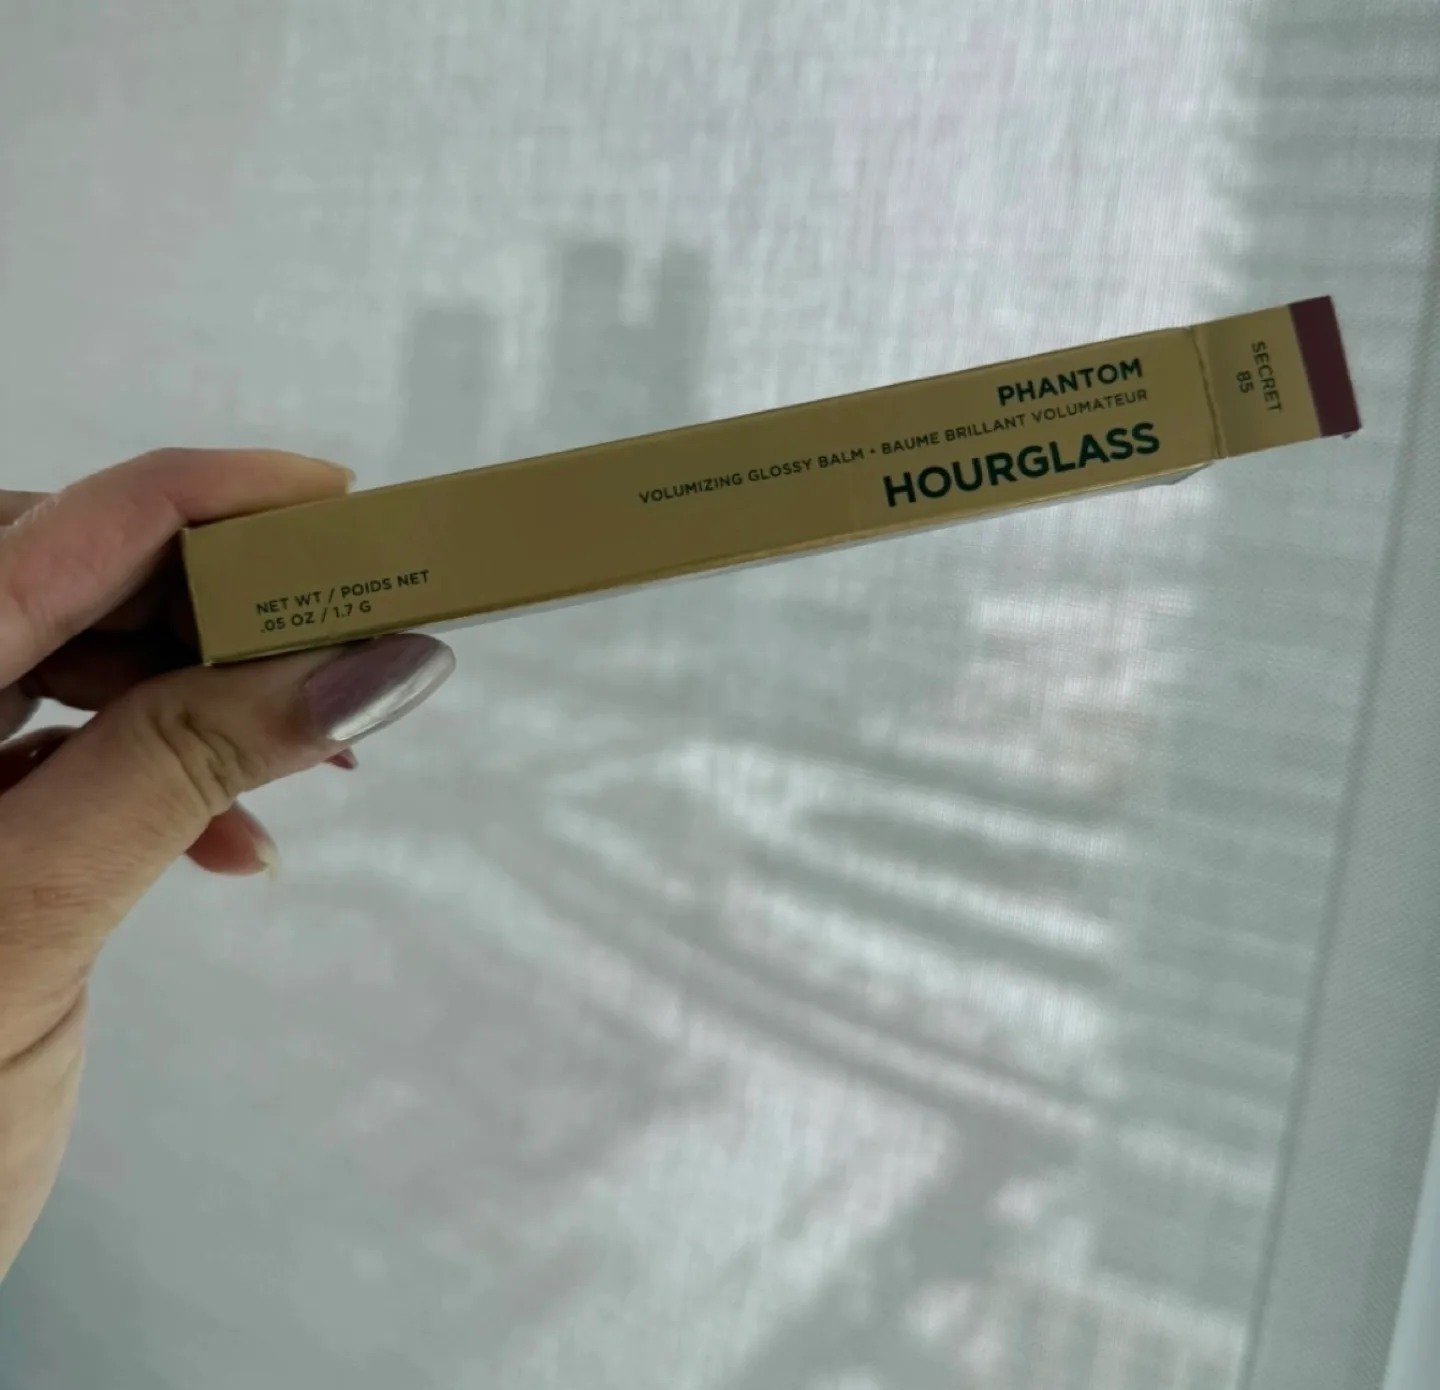 PHANTOM
VOLUMIZING GLOSSY BALM • BAUME BRILLANT VOLUMATEUR
HOURGLASS
NET WT / POIDS NET
.05 OZ / 1.7 G
SECRET
85